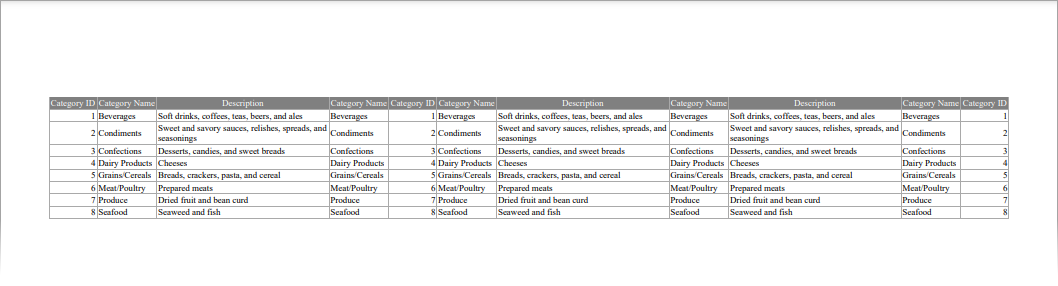 Category ID Category Name Description Category Name Category ID Category Name Description Category Name Description Category Name Category ID
1 Beverages Soft drinks, coffees, teas, beers, and ales Beverages 1 Beverages Soft drinks, coffees, teas, beers, and ales Beverages Soft drinks, coffees, teas, beers, and ales Beverages 1
2 Condiments Sweet and savory sauces, relishes, spreads, and seasonings Condiments 2 Condiments Sweet and savory sauces, relishes, spreads, and seasonings Condiments Sweet and savory sauces, relishes, spreads, and seasonings Condiments 2
3 Confections Desserts, candies, and sweet breads Confections 3 Confections Desserts, candies, and sweet breads Confections Desserts, candies, and sweet breads Confections 3
4 Dairy Products Cheeses Dairy Products 4 Dairy Products Cheeses Dairy Products Cheeses Dairy Products 4
5 Grains/Cereals Breads, crackers, pasta, and cereal Grains/Cereals 5 Grains/Cereals Breads, crackers, pasta, and cereal Grains/Cereals Breads, crackers, pasta, and cereal Grains/Cereals 5
6 Meat/Poultry Prepared meats Meat/Poultry 6 Meat/Poultry Prepared meats Meat/Poultry Prepared meats Meat/Poultry 6
7 Produce Dried fruit and bean curd Produce 7 Produce Dried fruit and bean curd Produce Dried fruit and bean curd Produce 7
8 Seafood Seaweed and fish Seafood 8 Seafood Seaweed and fish Seafood Seaweed and fish Seafood 8